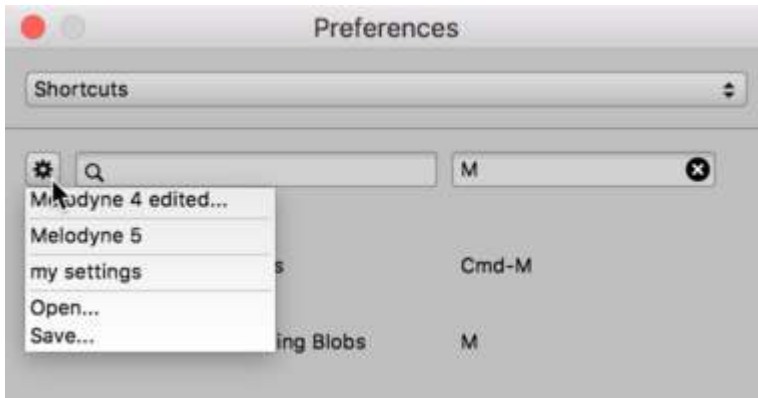 Preferences
Shortcuts
M
Melodyne 4 edited...
Melodyne 5
my settings
s Cmd-M
Open...
Save...
ing Blobs M